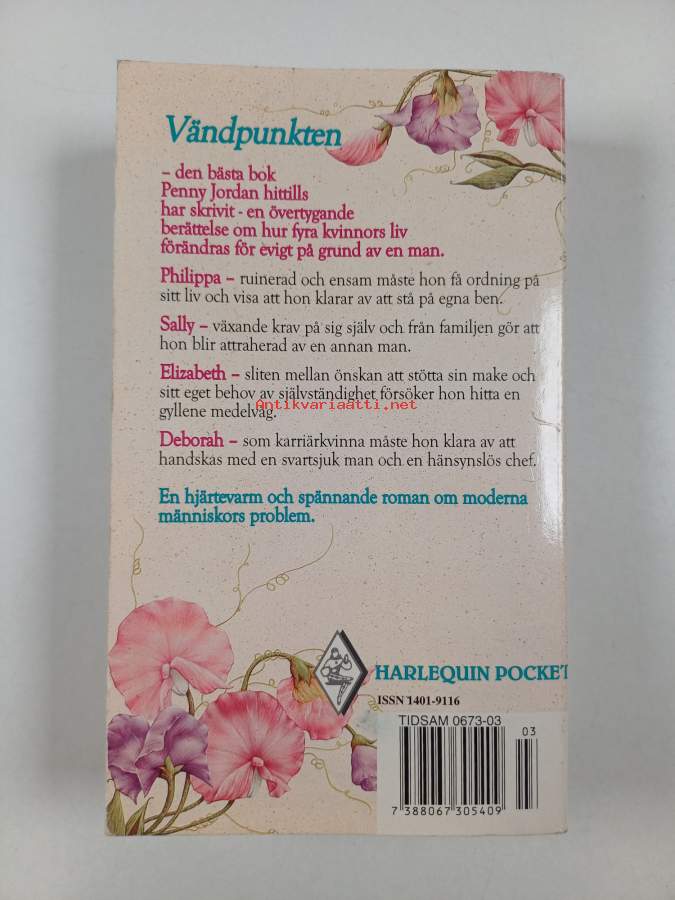 Vändpunkten
– den bästa bok
Penny Jordan hittills
har skrivit - en övertygande
berättelse om hur fyra kvinnors liv
förändras för evigt på grund av en man.
Philippa – ruinerad och ensam måste hon få ordning på
sitt liv och visa att hon klarar av att stå på egna ben.
Sally – växande krav på sig själv och från familjen gör att
hon blir attraherad av en annan man.
Elizabeth – sliten mellan önskan att stötta sin make och
sitt eget behov av självständighet försöker hon hitta en
Antikvariaatti.net
gyllene medelväg.
Deborah – som karriärkvinna måste hon klara av att
handskas med en svartsjuk man och en hänsynslös chef.
En hjärtevarm och spännande roman om moderna
människors problem.
HARLEQUIN POCKET
ISSN 1401-9116
TIDSAM 0673-03
03
7 388067 305409